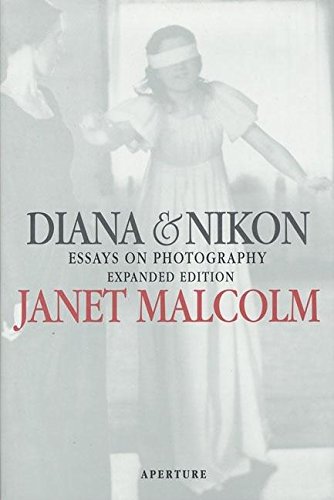 DIANA & NIKON
ESSAYS ON PHOTOGRAPHY
EXPANDED EDITION
JANET MALCOLM
APERTURE